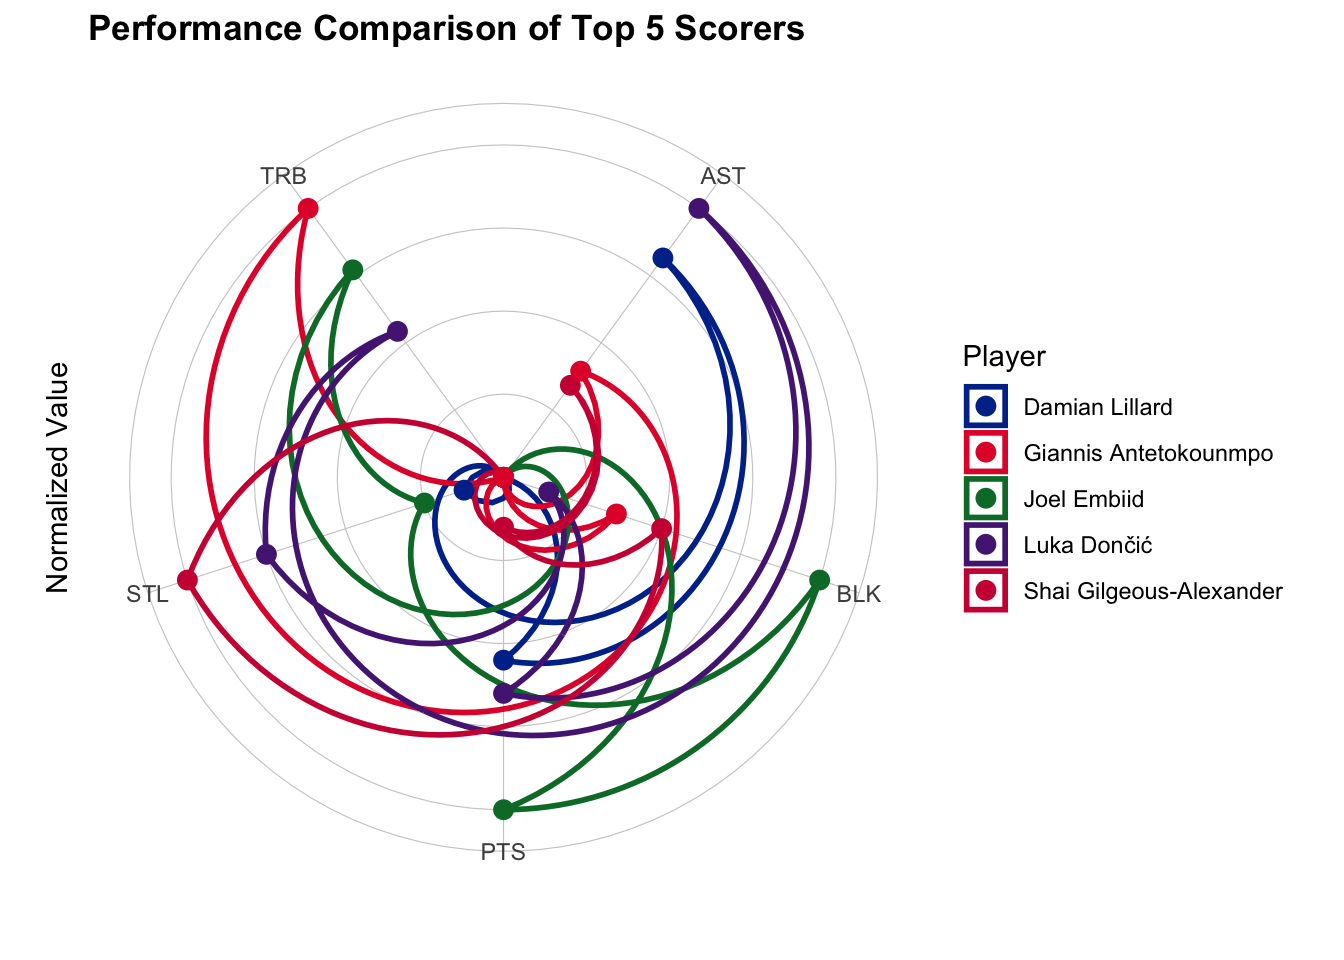 Performance Comparison of Top 5 Scorers
TRB
AST
Normalized Value
STL
BLK
PTS
Player
Damian Lillard
Giannis Antetokounmpo
Joel Embiid
Luka Dončić
Shai Gilgeous-Alexander